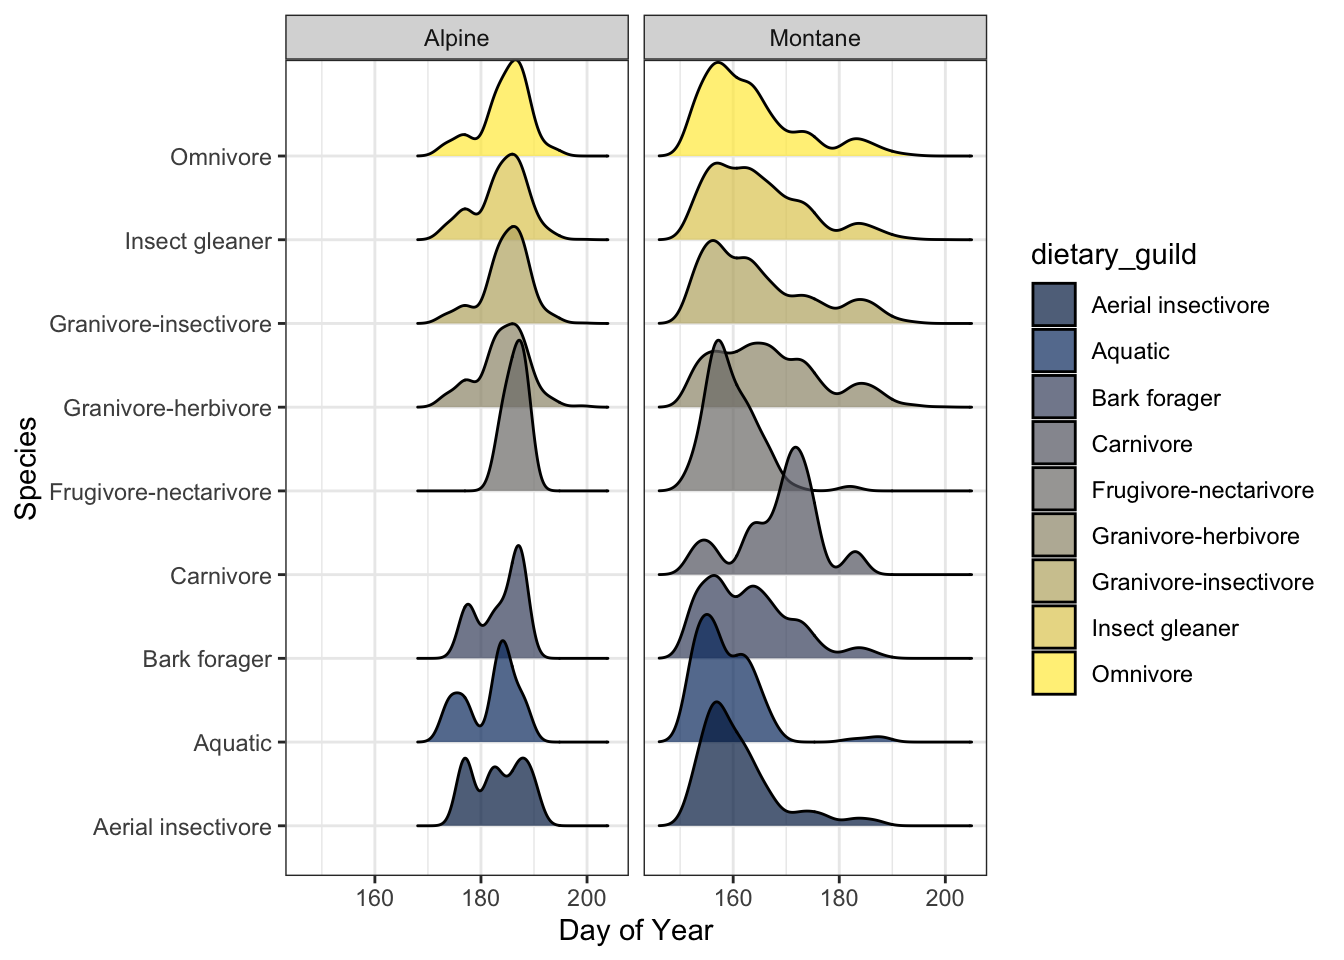 Alpine
Montane
Species
Omnivore
Insect gleaner
Granivore-insectivore
Granivore-herbivore
Frugivore-nectarivore
Carnivore
Bark forager
Aquatic
Aerial insectivore
160 180 200
160 180 200
Day of Year
dietary_guild
Aerial insectivore
Aquatic
Bark forager
Carnivore
Frugivore-nectarivore
Granivore-herbivore
Granivore-insectivore
Insect gleaner
Omnivore